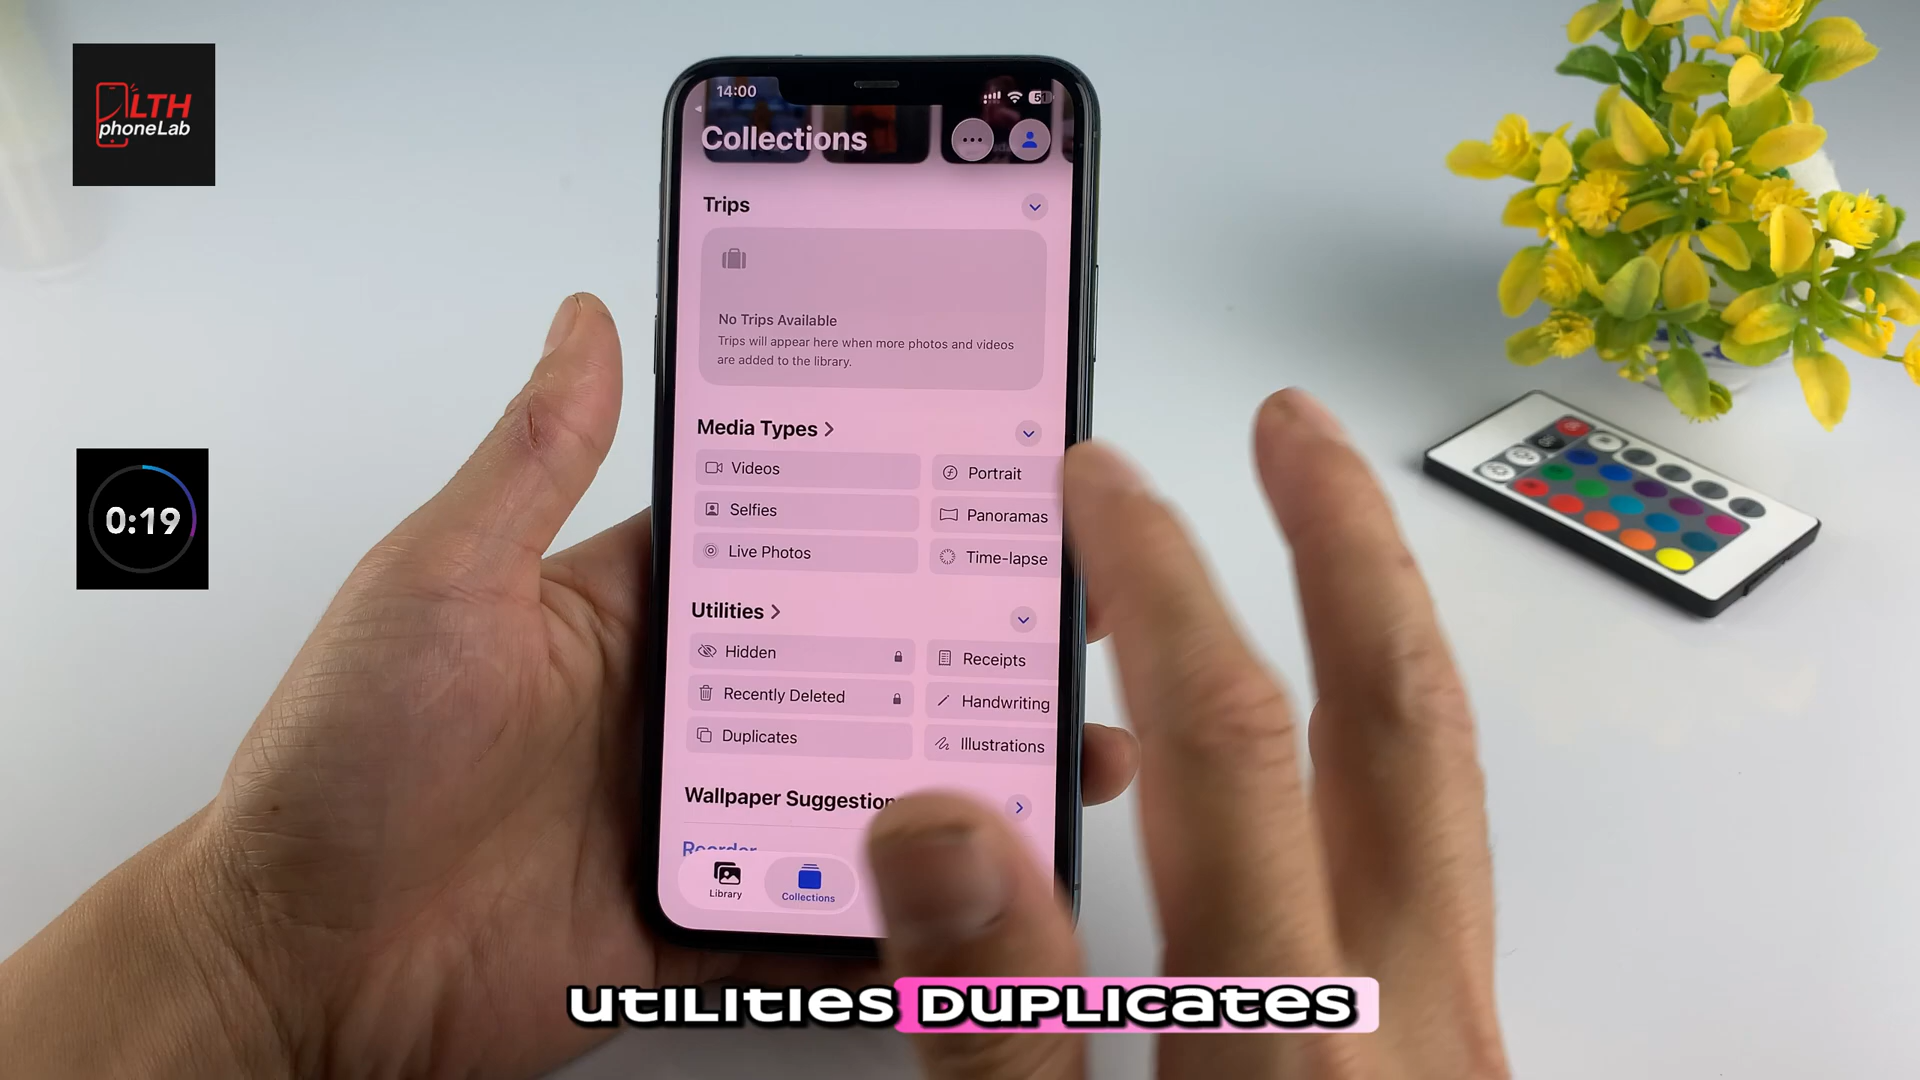 LTH
phoneLab
0:19
14:00
51
Collections
Trips
No Trips Available
Trips will appear here when more photos and videos
are added to the library.
Media Types >
Videos
Portrait
Selfies
Panoramas
Live Photos
Time-lapse
Utilities >
Hidden
Receipts
Recently Deleted
Handwriting
Duplicates
Illustrations
Wallpaper Suggestion
Reorder
Library
Collections
UTILITIES DUPLICATES